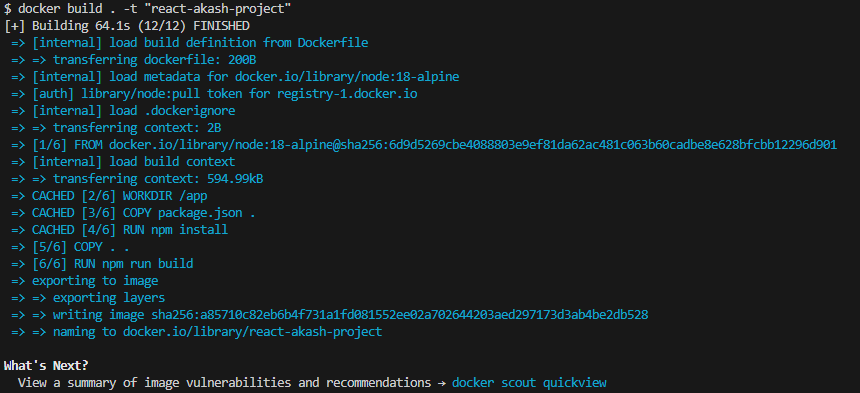 $ docker build . -t "react-akash-project"
[+] Building 64.1s (12/12) FINISHED
=> [internal] load build definition from Dockerfile
=> => transferring dockerfile: 200B
=> [internal] load metadata for docker.io/library/node:18-alpine
=> [auth] library/node:pull token for registry-1.docker.io
=> [internal] load .dockerignore
=> => transferring context: 2B
=> [1/6] FROM docker.io/library/node:18-alpine@sha256:6d9d5269cbe4088803e9ef81da62ac481c063b60cadbe8e628bfcbb12296d901
=> [internal] load build context
=> => transferring context: 594.99kB
=> CACHED [2/6] WORKDIR /app
=> CACHED [3/6] COPY package.json .
=> CACHED [4/6] RUN npm install
=> [5/6] COPY . .
=> [6/6] RUN npm run build
=> exporting to image
=> => exporting layers
=> => writing image sha256:a85710c82eb6b4f731a1fd081552ee02a702644203aed297173d3ab4be2db528
=> => naming to docker.io/library/react-akash-project
What's Next?
View a summary of image vulnerabilities and recommendations → docker scout quickview